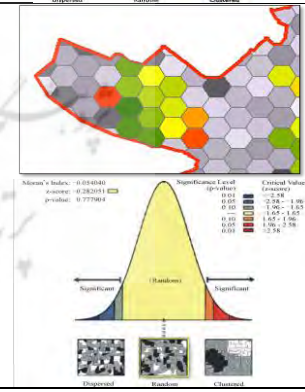 Dispersed Random Clustered
Moran's Index: -0.054040
z-score: -0.282051
p-value: 0.777904
Significance Level
(p-value)
Critical Value
(z-score)
0.01 <-2.58
0.05 -2.58 - -1.96
0.10 -1.96 - -1.65
— -1.65 - 1.65
0.10 1.65 - 1.96
0.05 1.96 - 2.58
0.01 >2.58
(Random)
Significant Significant
Dispersed Random Clustered